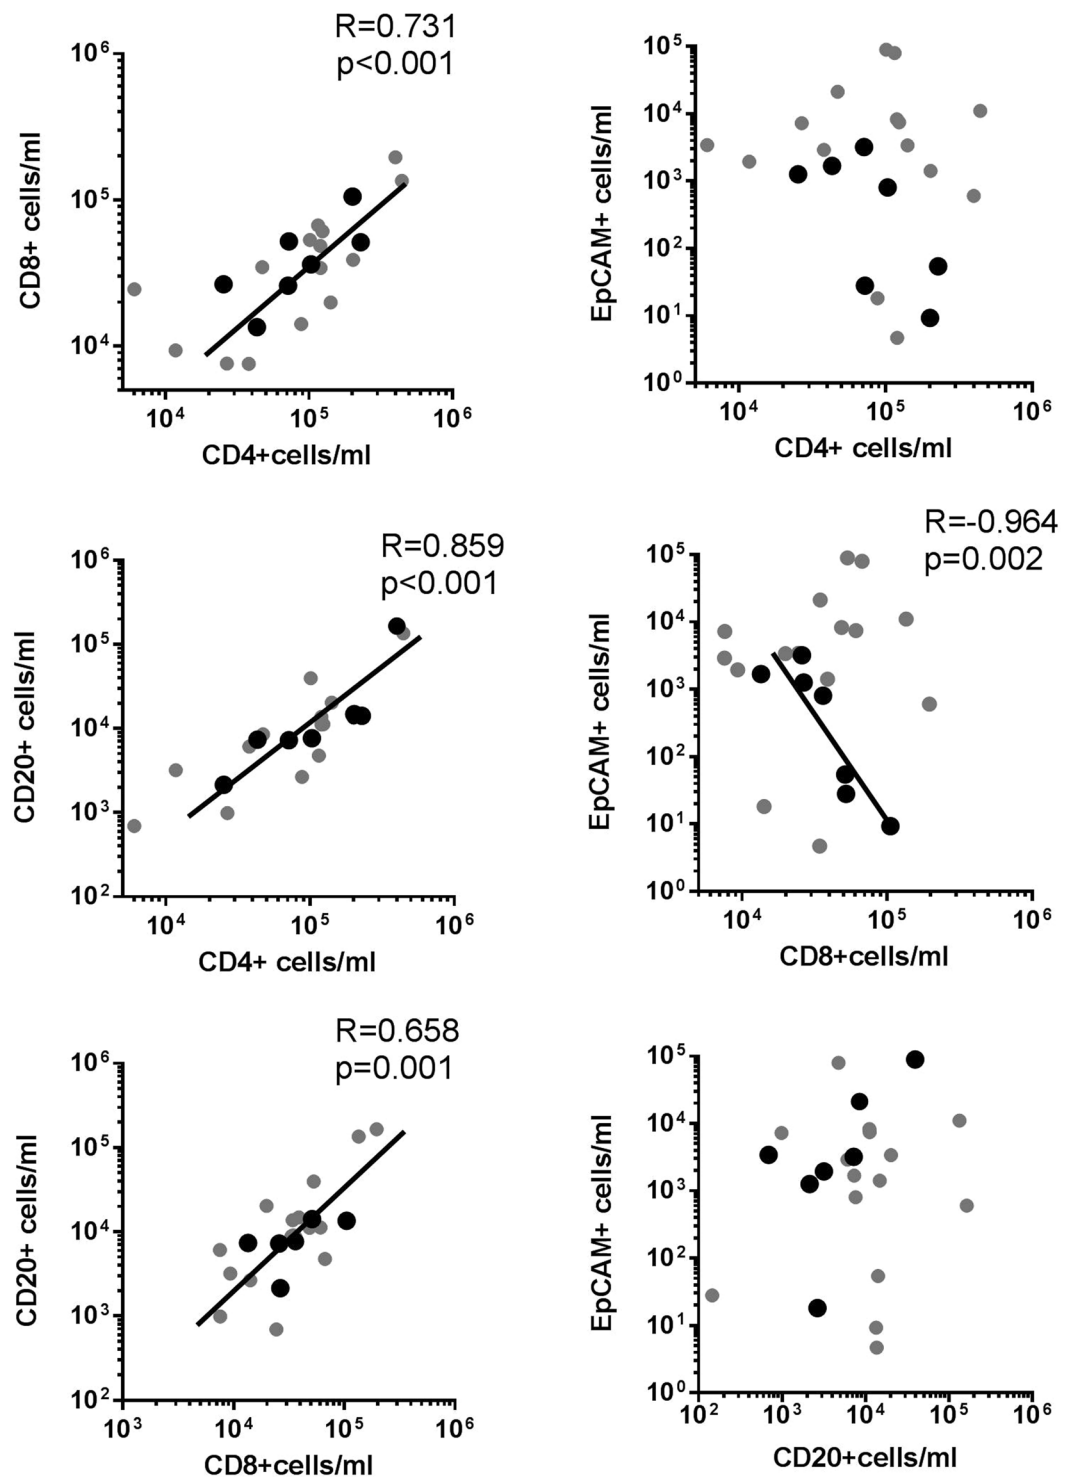 R=0.731
p<0.001
10^6
10^5
10^4
CD8+ cells/ml
10^4 10^5 10^6
CD4+cells/ml
10^5
10^4
10^3
10^2
10^1
10^0
EpCAM+ cells/ml
10^4 10^5 10^6
CD4+ cells/ml
R=0.859
p<0.001
10^6
10^5
10^4
10^3
10^2
CD20+ cells/ml
10^4 10^5 10^6
CD4+ cells/ml
R=-0.964
p=0.002
10^5
10^4
10^3
10^2
10^1
10^0
EpCAM+ cells/ml
10^4 10^5 10^6
CD8+cells/ml
R=0.658
p=0.001
10^6
10^5
10^4
10^3
10^2
CD20+ cells/ml
10^3 10^4 10^5 10^6
CD8+cells/ml
10^5
10^4
10^3
10^2
10^1
10^0
EpCAM+ cells/ml
10^2 10^3 10^4 10^5 10^6
CD20+cells/ml